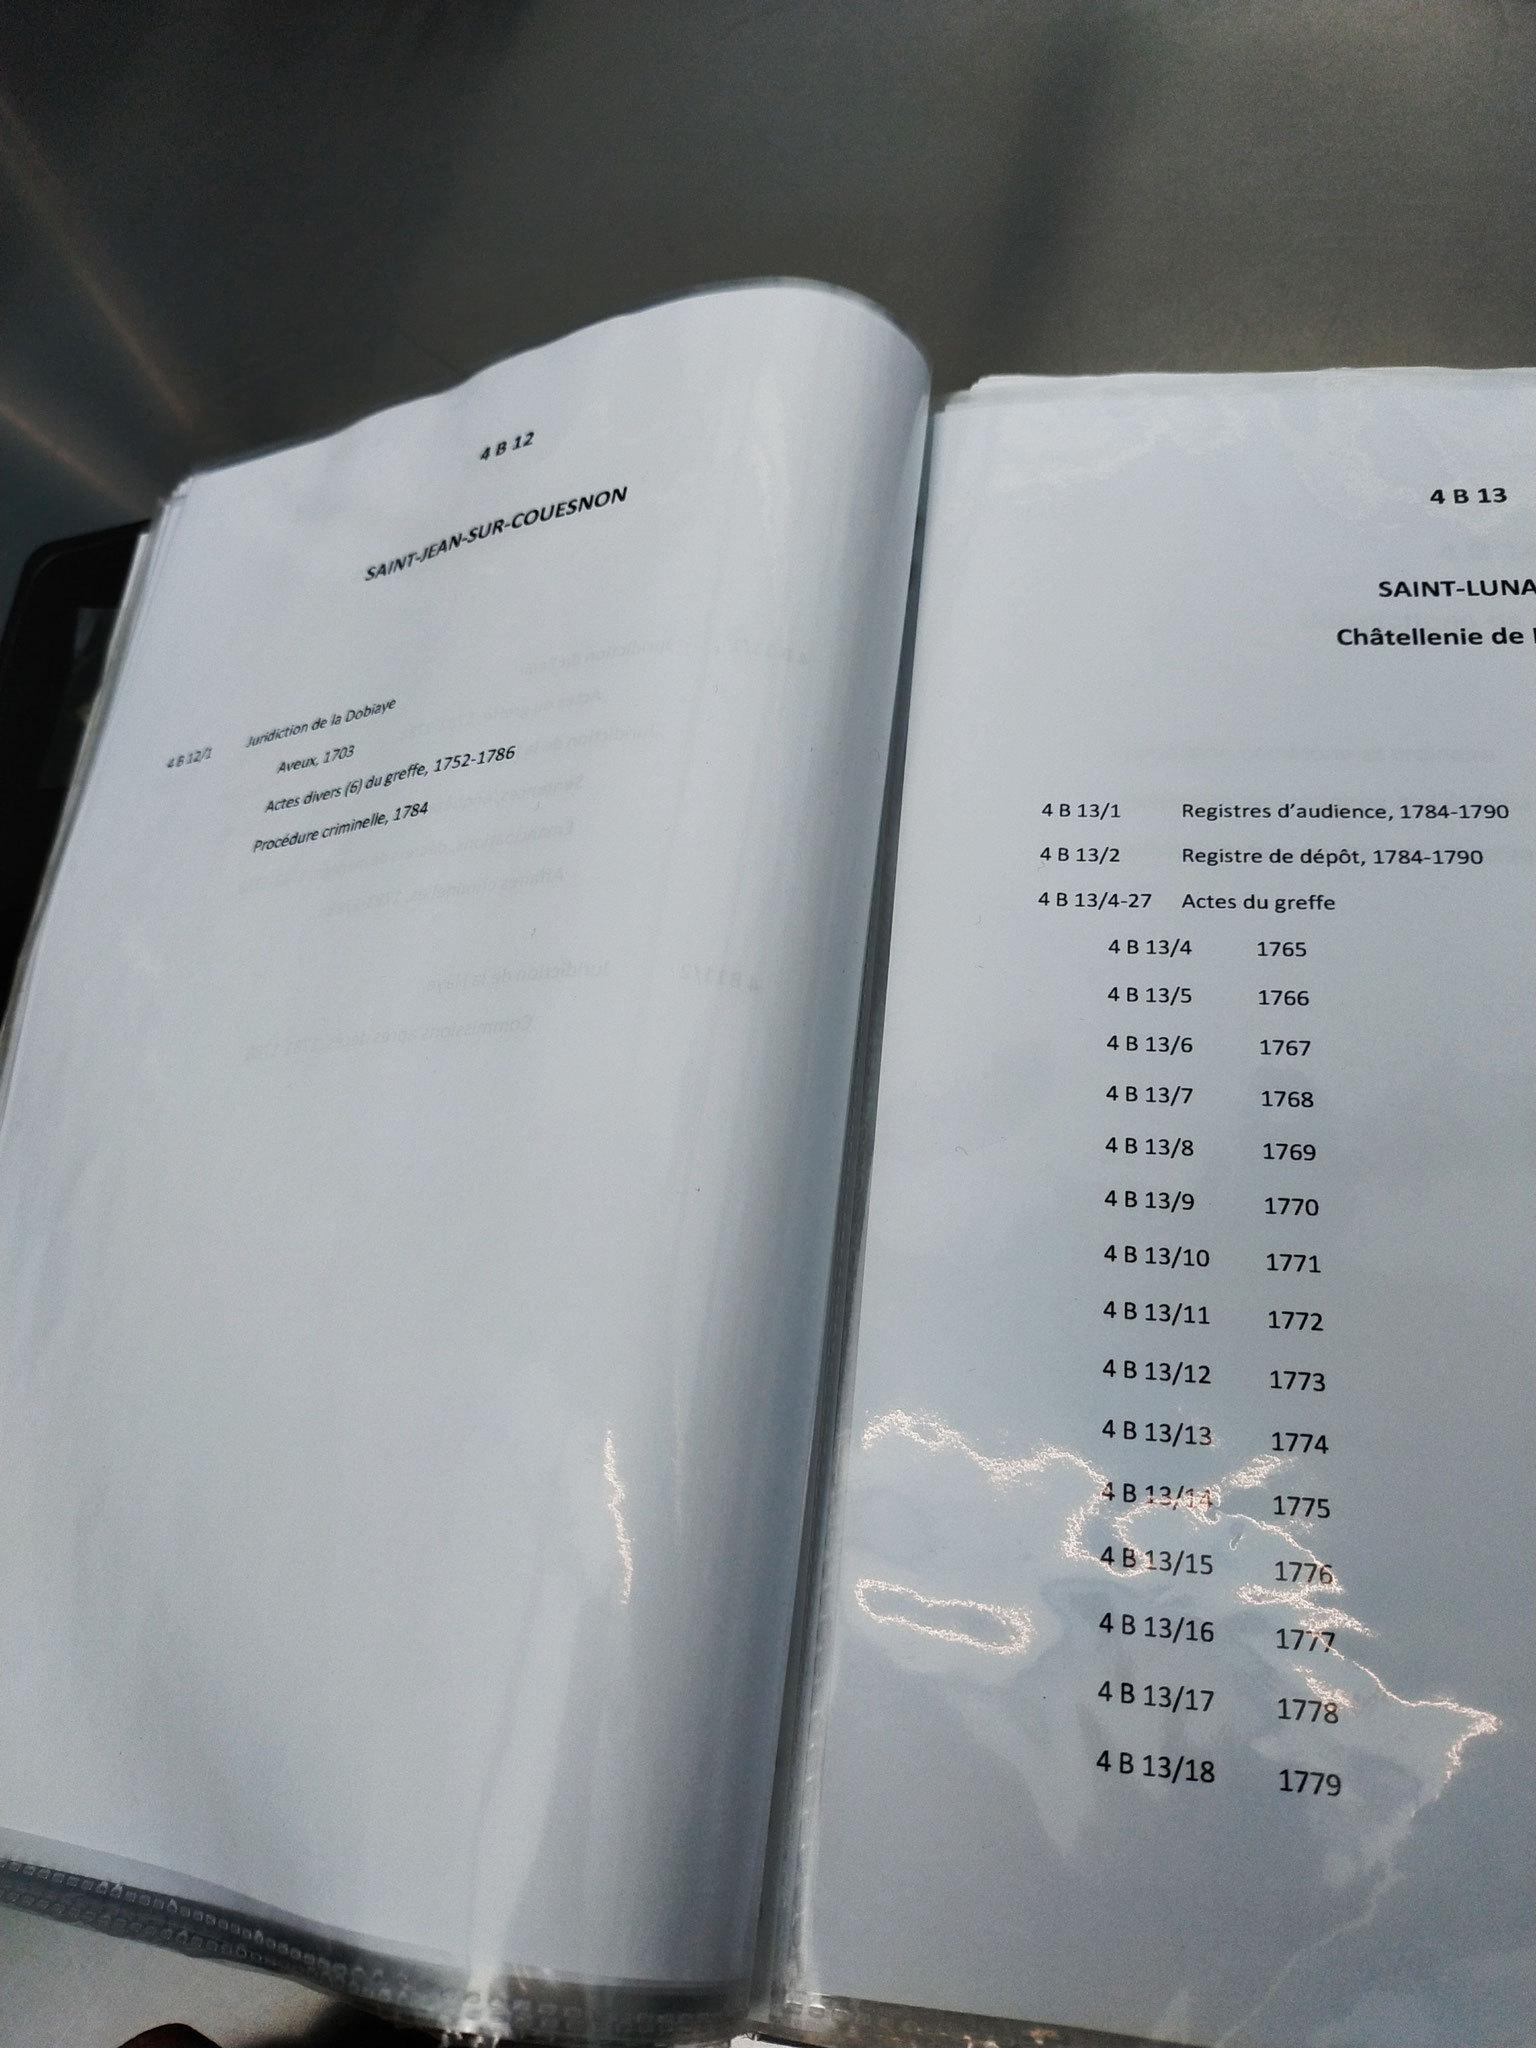 4 B 12
SAINT-JEAN-SUR-COUESNON
4 B 12/1 Juridiction de la Dobiaye
Aveux, 1703
Actes divers (6) du greffe, 1752-1786
Procédure criminelle, 1784
4 B 13
SAINT-LUNA
Châtellenie de
4 B 13/1 Registres d’audience, 1784-1790
4 B 13/2 Registre de dépôt, 1784-1790
4 B 13/4-27 Actes du greffe
4 B 13/4 1765
4 B 13/5 1766
4 B 13/6 1767
4 B 13/7 1768
4 B 13/8 1769
4 B 13/9 1770
4 B 13/10 1771
4 B 13/11 1772
4 B 13/12 1773
4 B 13/13 1774
4 B 13/14 1775
4 B 13/15 1776
4 B 13/16 1777
4 B 13/17 1778
4 B 13/18 1779